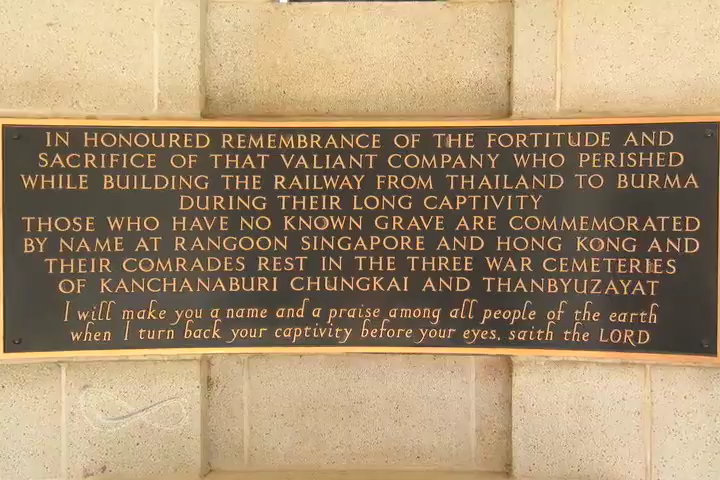 IN HONOURED REMEMBRANCE OF THE FORTITUDE AND
SACRIFICE OF THAT VALIANT COMPANY WHO PERISHED
WHILE BUILDING THE RAILWAY FROM THAILAND TO BURMA
DURING THEIR LONG CAPTIVITY
THOSE WHO HAVE NO KNOWN GRAVE ARE COMMEMORATED
BY NAME AT RANGOON SINGAPORE AND HONG KONG AND
THEIR COMRADES REST IN THE THREE WAR CEMETERIES
OF KANCHANABURI CHUNGKAI AND THANBYUZAYAT
I will make you a name and a praise among all people of the earth
when I turn back your captivity before your eyes, saith the LORD